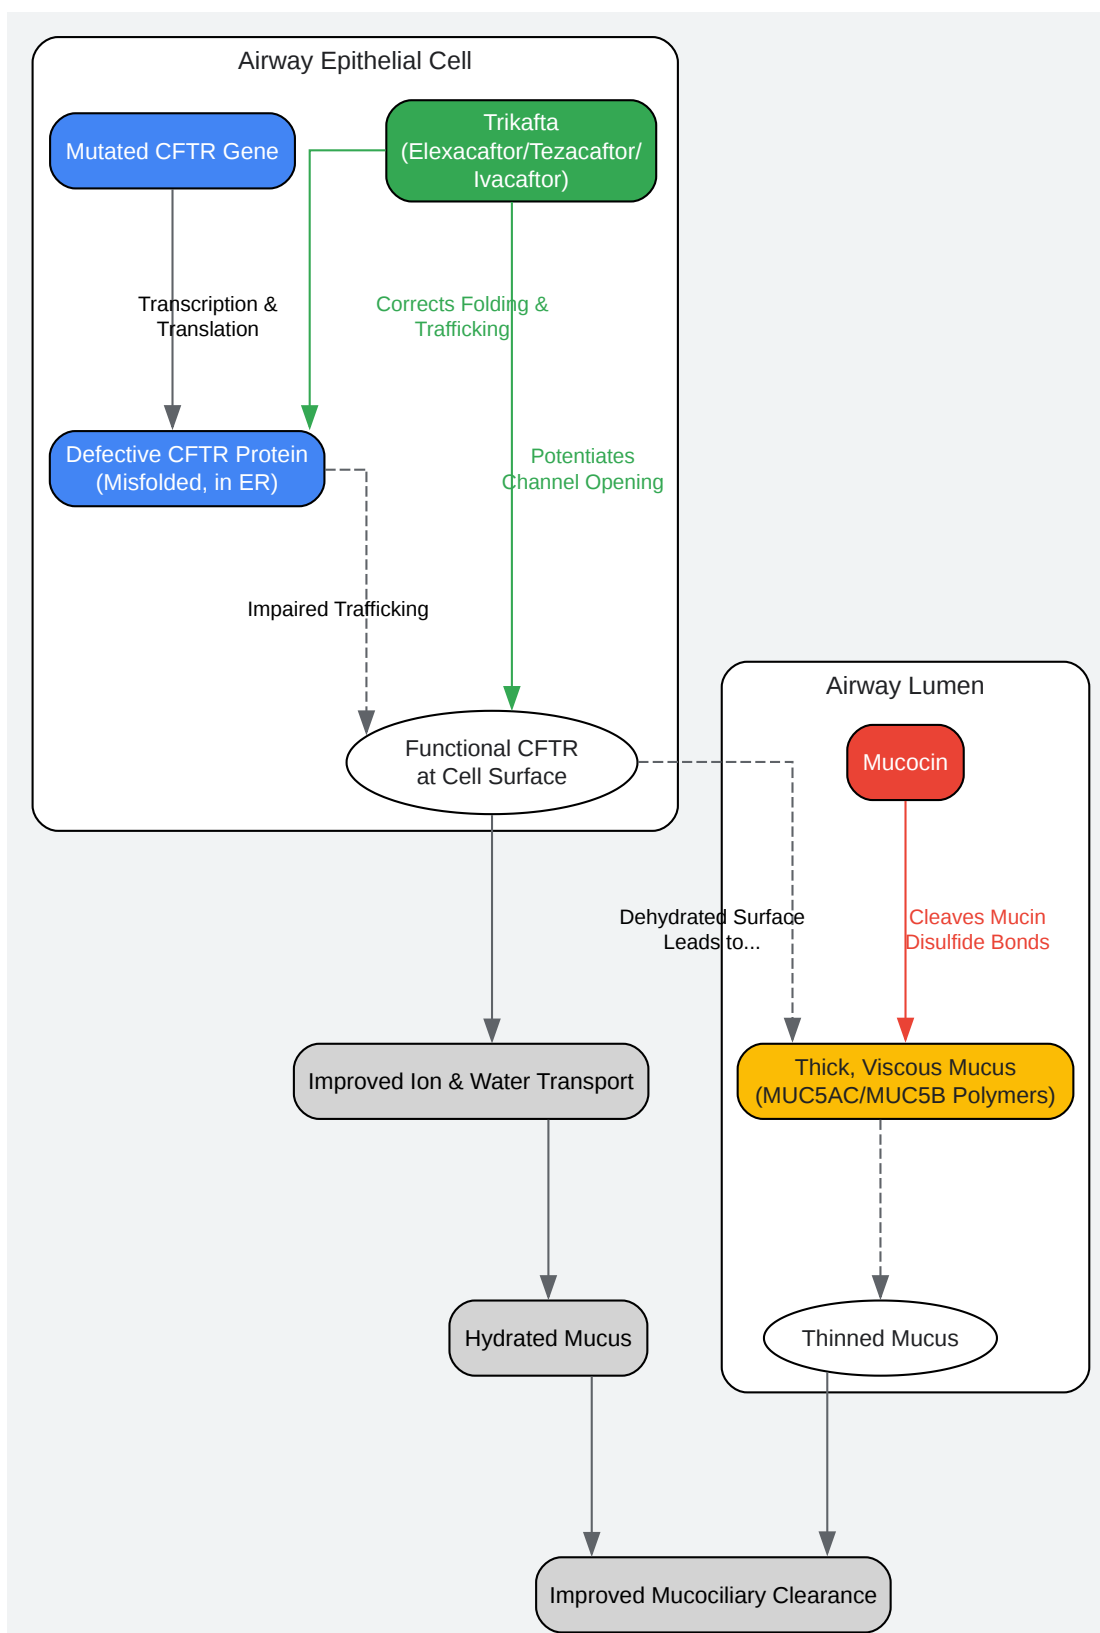 Airway Epithelial Cell
Mutated CFTR Gene
Trikafta
(Elexacaftor/Tezacaftor/
Ivacaftor)
Transcription &
Translation
Corrects Folding &
Trafficking
Defective CFTR Protein
(Misfolded, in ER)
Potentiates
Channel Opening
Impaired Trafficking
Functional CFTR
at Cell Surface
Airway Lumen
Mucocin
Dehydrated Surface
Leads to...
Cleaves Mucin
Disulfide Bonds
Improved Ion & Water Transport
Thick, Viscous Mucus
(MUC5AC/MUC5B Polymers)
Hydrated Mucus
Thinned Mucus
Improved Mucociliary Clearance